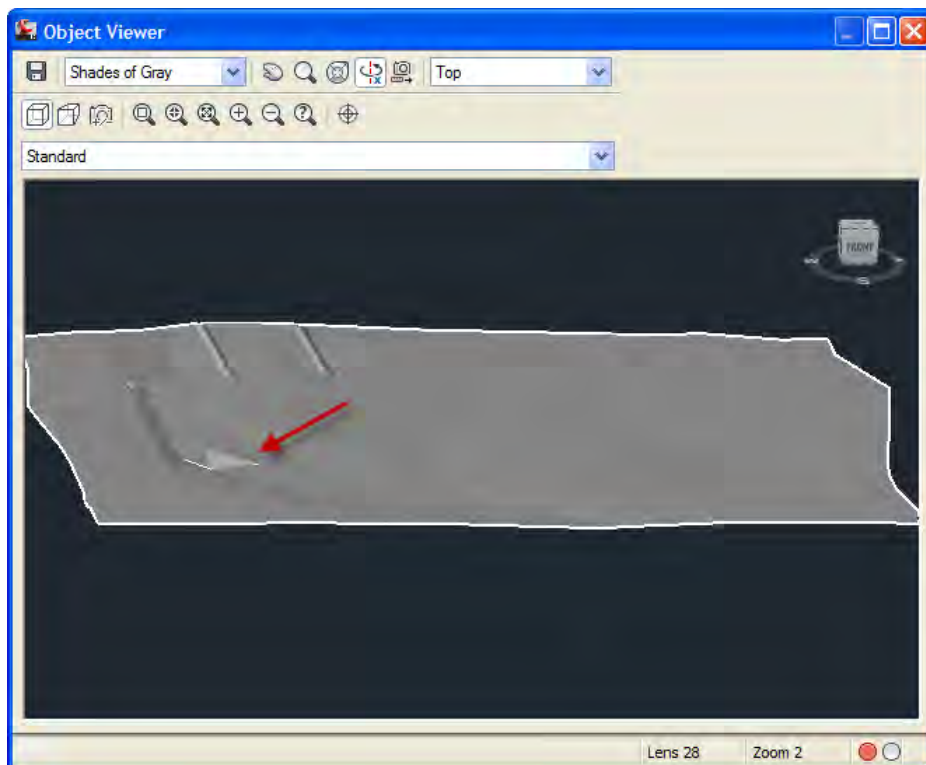 Object Viewer
Shades of Gray Top
Standard
FRONT
Lens 28 Zoom 2